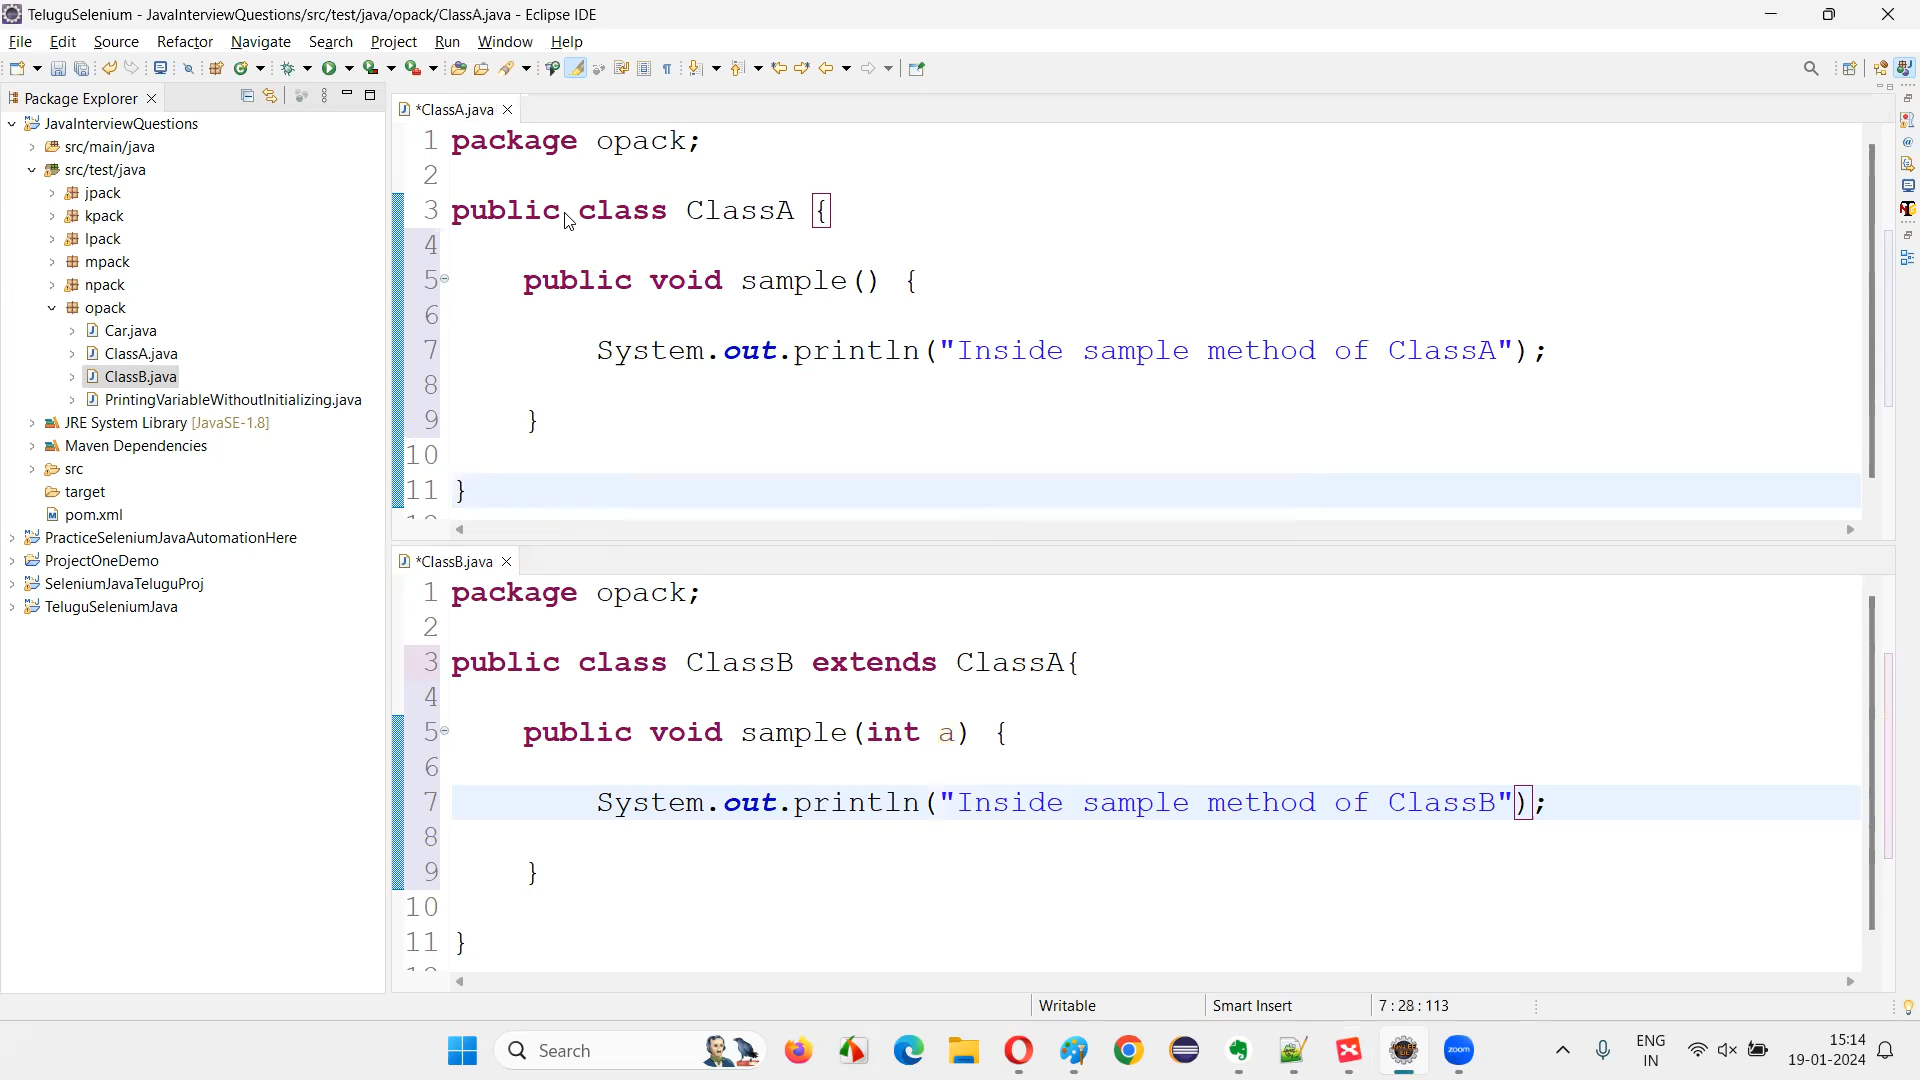 TeluguSelenium - JavaInterviewQuestions/src/test/java/opack/ClassA.java - Eclipse IDE
File Edit Source Refactor Navigate Search Project Run Window Help
Package Explorer
JavaInterviewQuestions
src/main/java
src/test/java
jpack
kpack
lpack
mpack
npack
opack
Car.java
ClassA.java
ClassB.java
PrintingVariableWithoutInitializing.java
JRE System Library [JavaSE-1.8]
Maven Dependencies
src
target
pom.xml
PracticeSeleniumJavaAutomationHere
ProjectOneDemo
SeleniumJavaTeluguProj
TeluguSeleniumJava
*ClassA.java
1 package opack;
2
3 public class ClassA {
4
5 public void sample() {
6
7 System.out.println("Inside sample method of ClassA");
8
9 }
10
11 }
*ClassB.java
1 package opack;
2
3 public class ClassB extends ClassA{
4
5 public void sample(int a) {
6
7 System.out.println("Inside sample method of ClassB");
8
9 }
10
11 }
Writable Smart Insert 7 : 28 : 113
Search
zoom
ENG
IN
15:14
19-01-2024